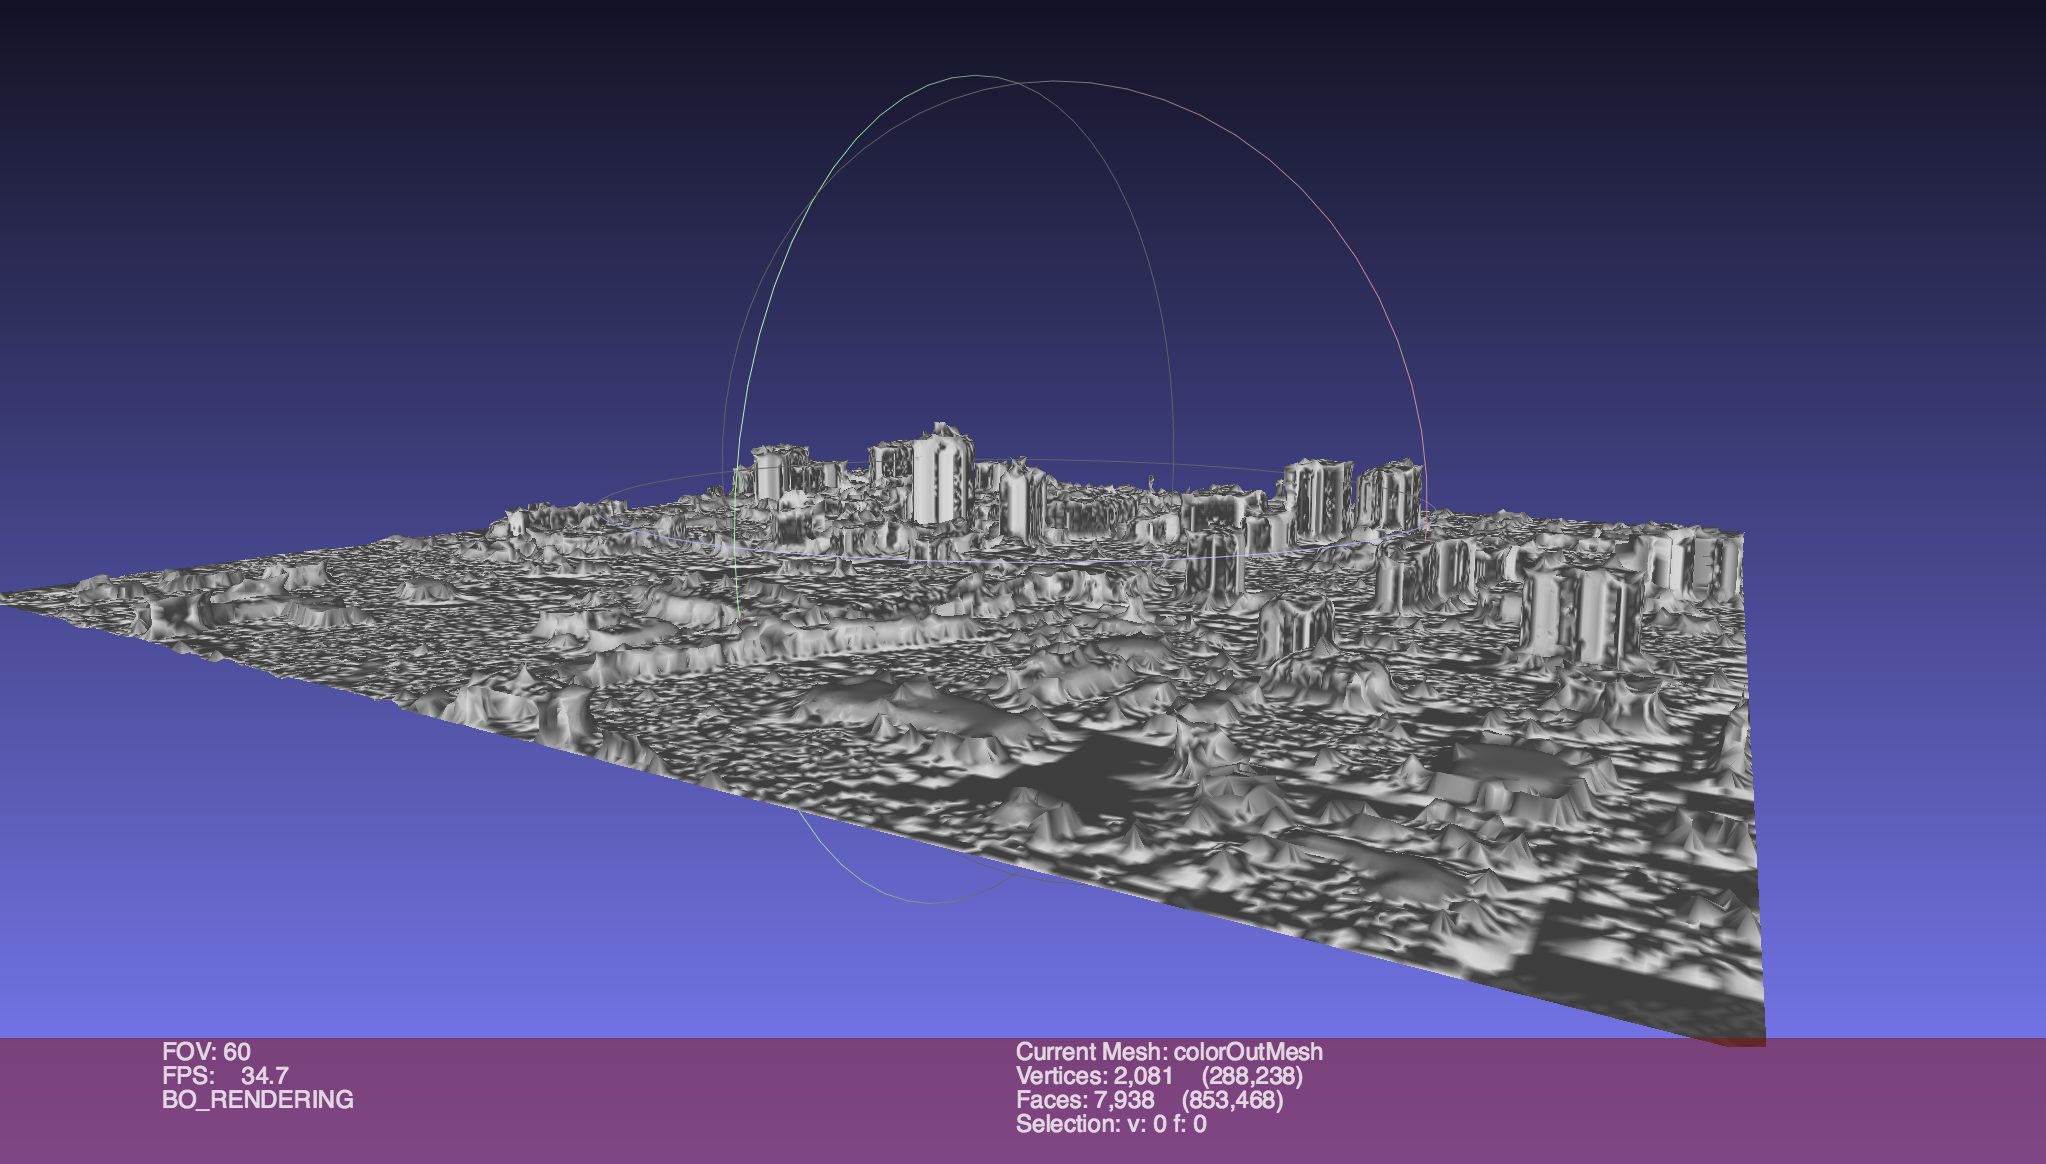 FOV: 60
FPS: 34.7
BO_RENDERING
Current Mesh: colorOutMesh
Vertices: 2,081 (288,238)
Faces: 7,938 (853,468)
Selection: v: 0 f: 0